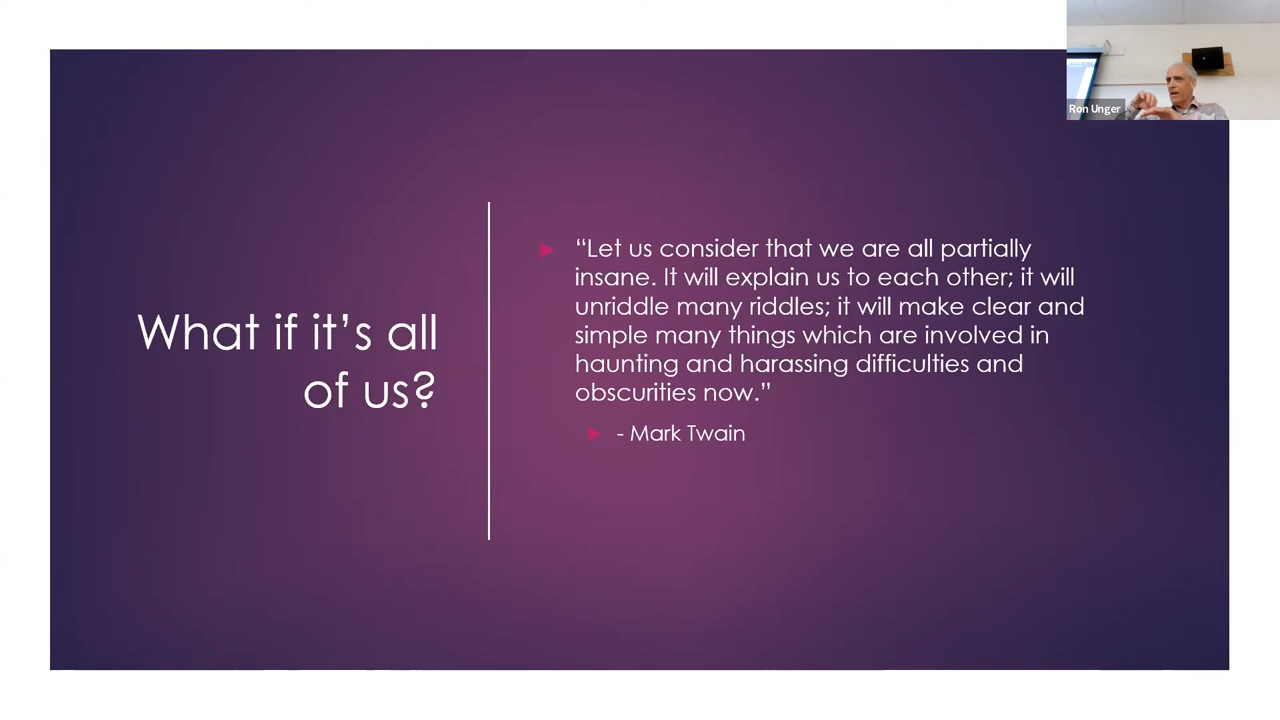 Ron Unger
What if it’s all
of us?
“Let us consider that we are all partially
insane. It will explain us to each other; it will
unriddle many riddles; it will make clear and
simple many things which are involved in
haunting and harassing difficulties and
obscurities now.”
- Mark Twain